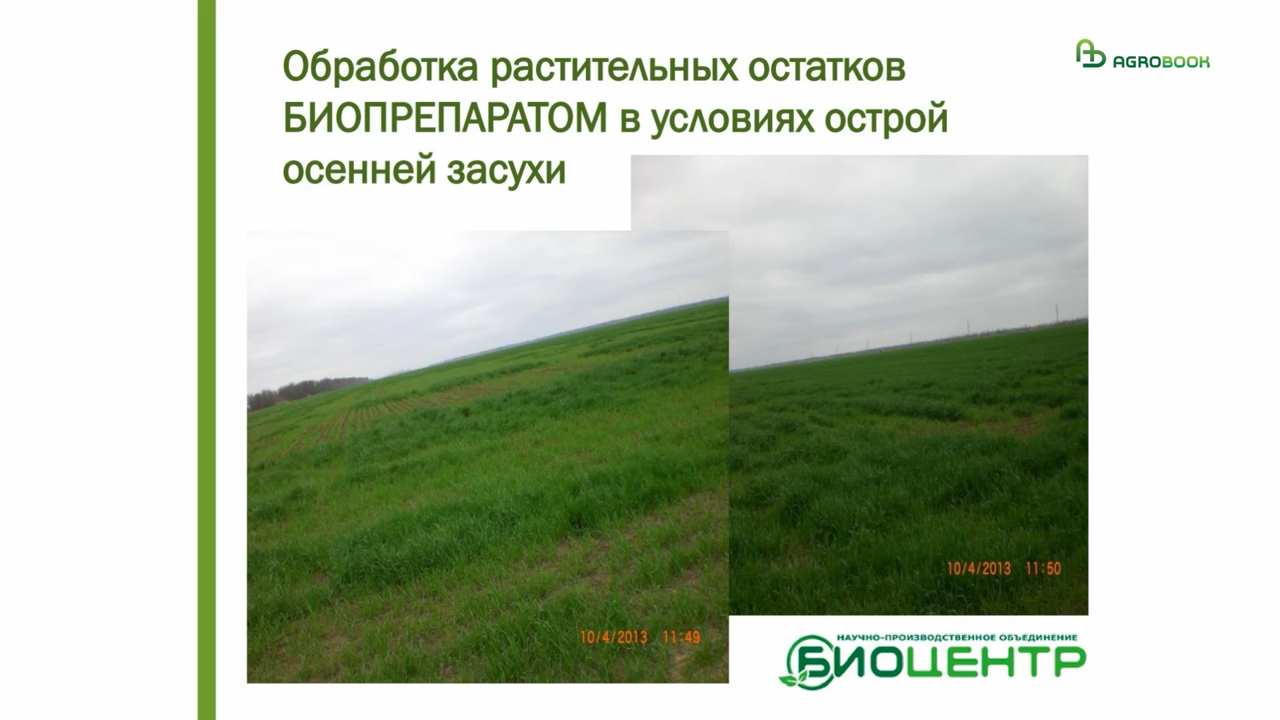 Обработка растительных остатков
БИОПРЕПАРАТОМ в условиях острой
осенней засухи
AGROBOOK
10/4/2013 11:50
10/4/2013 11:49
НАУЧНО-ПРОИЗВОДСТВЕННОЕ ОБЪЕДИНЕНИЕ
БИОЦЕНТР